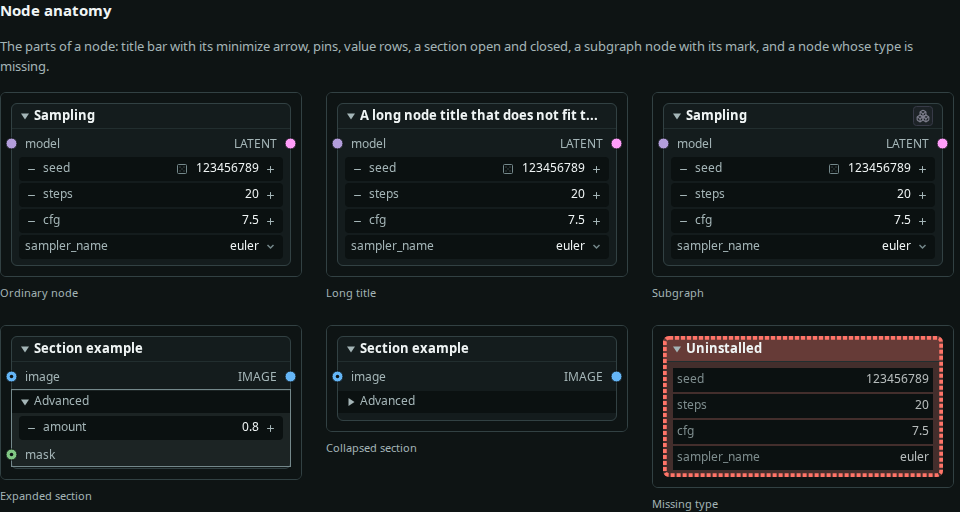 Node anatomy
The parts of a node: title bar with its minimize arrow, pins, value rows, a section open and closed, a subgraph node with its mark, and a node whose type is
missing.
Sampling
model LATENT
– seed 123456789 +
– steps 20 +
– cfg 7.5 +
sampler_name euler
Ordinary node
A long node title that does not fit t...
model LATENT
– seed 123456789 +
– steps 20 +
– cfg 7.5 +
sampler_name euler
Long title
Sampling
model LATENT
– seed 123456789 +
– steps 20 +
– cfg 7.5 +
sampler_name euler
Subgraph
Section example
image IMAGE
Advanced
– amount 0.8 +
mask
Expanded section
Section example
image IMAGE
Advanced
Collapsed section
Uninstalled
seed 123456789
steps 20
cfg 7.5
sampler_name euler
Missing type